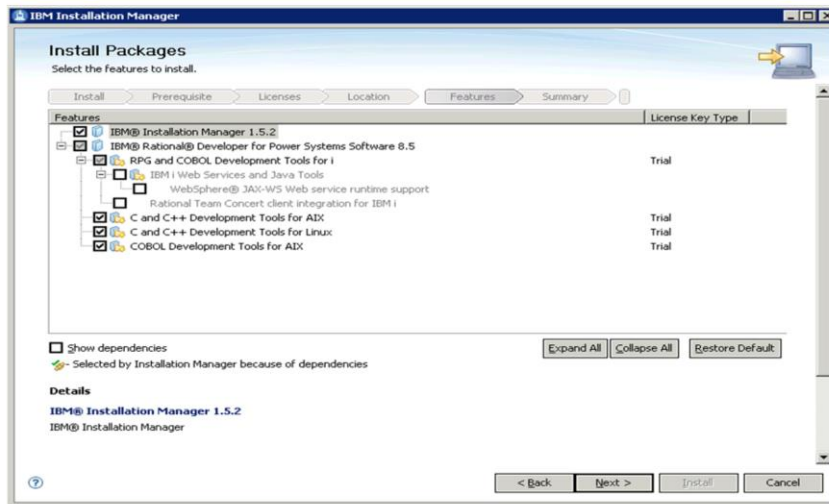 IBM Installation Manager
Install Packages
Select the features to install.
Install Prerequisite Licenses Location Features Summary
Features License Key Type
IBM® Installation Manager 1.5.2
IBM® Rational® Developer for Power Systems Software 8.5
RPG and COBOL Development Tools for i Trial
IBM i Web Services and Java Tools
WebSphere® JAX-WS Web service runtime support
Rational Team Concert client integration for IBM i
C and C++ Development Tools for AIX Trial
C and C++ Development Tools for Linux Trial
COBOL Development Tools for AIX Trial
Show dependencies Expand All Collapse All Restore Default
- Selected by Installation Manager because of dependencies
Details
IBM® Installation Manager 1.5.2
IBM® Installation Manager
? < Back Next > Install Cancel